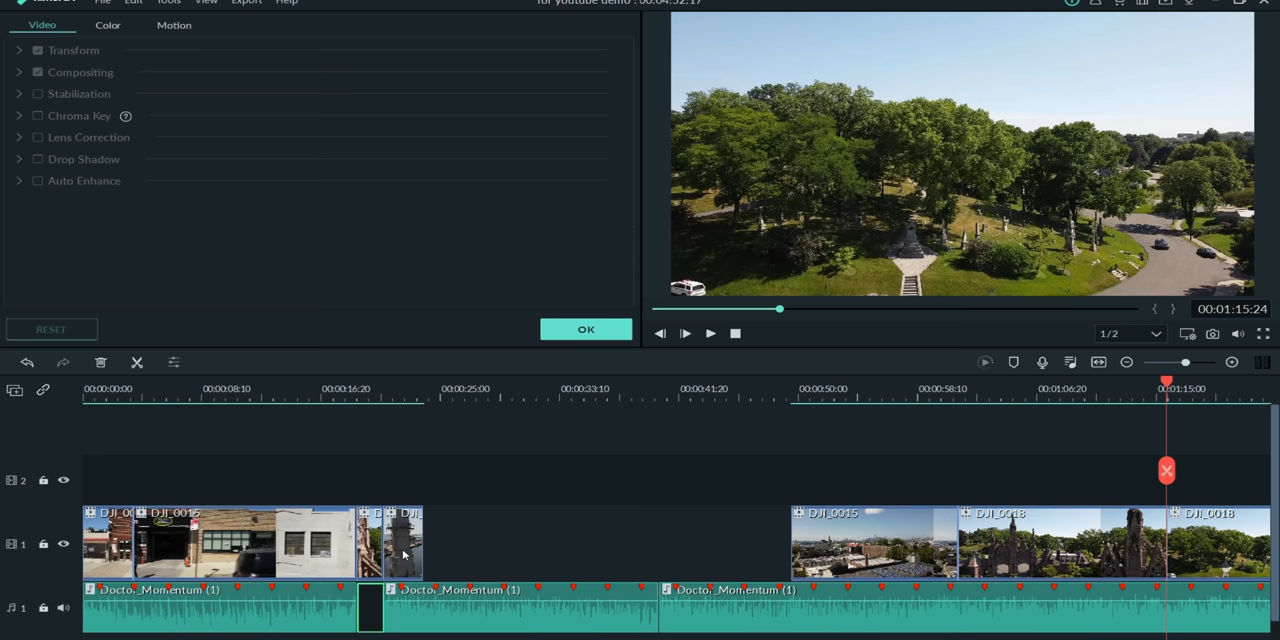 File Edit Tools View Export Help
for youtube demo : 00:04:52:17
Video Color Motion
Transform
Compositing
Stabilization
Chroma Key ?
Lens Correction
Drop Shadow
Auto Enhance
RESET
OK
{ } 00:01:15:24
1/2
00:00:00:00 00:00:08:10 00:00:16:20 00:00:25:00 00:00:33:10 00:00:41:20 00:00:50:00 00:00:58:10 00:01:06:20 00:01:15:00
2
DJI_00 DJI_0015 D DJI_ DJI_0015 DJI_0018 DJI_0018
1
Doctor_Momentum (1) Doctor_Momentum (1) Doctor_Momentum (1)
1